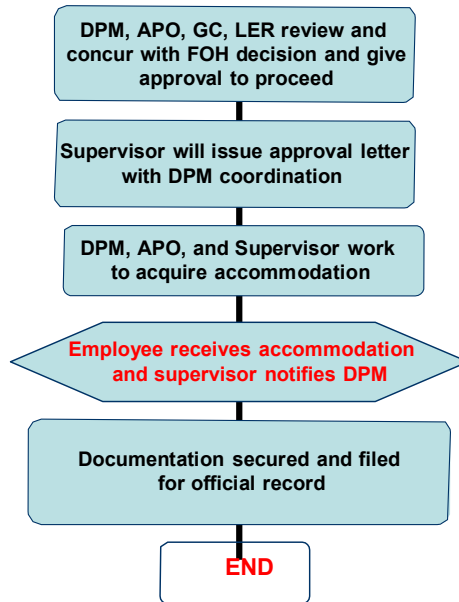 DPM, APO, GC, LER review and
concur with FOH decision and give
approval to proceed
Supervisor will issue approval letter
with DPM coordination
DPM, APO, and Supervisor work
to acquire accommodation
Employee receives accommodation
and supervisor notifies DPM
Documentation secured and filed
for official record
END